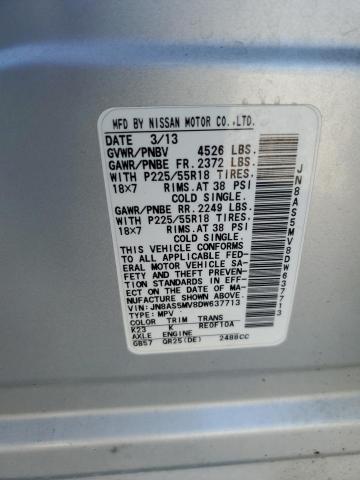 MFD BY NISSAN MOTOR CO.,LTD.
DATE 3/13
GVWR/PNBV 4526 LBS.
GAWR/PNBE FR. 2372 LBS.
WITH P225/55R18 TIRES.
18×7 RIMS. AT 38 PSI
COLD SINGLE.
GAWR/PNBE RR. 2249 LBS.
WITH P225/55R18 TIRES.
18×7 RIMS. AT 38 PSI
COLD SINGLE.
THIS VEHICLE CONFORMS
TO ALL APPLICABLE FED-
ERAL MOTOR VEHICLE SA-
FETY AND THEFT PREVEN-
TION STANDARDS IN EFF-
ECT ON THE DATE OF MA-
NUFACTURE SHOWN ABOVE.
VIN: JN8AS5MV8DW637713
TYPE: MPV
COLOR TRIM TRANS
K23 K RE0F10A
AXLE ENGINE
GB57 QR25(DE) 2488CC
JN8AS5MV8DW637713